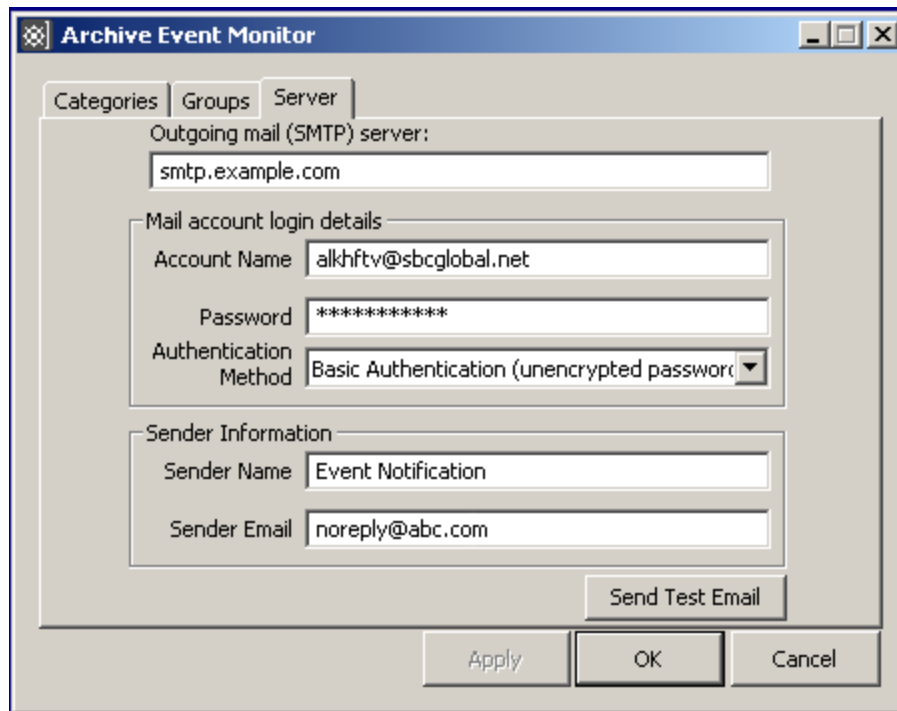 Archive Event Monitor
Categories Groups Server
Outgoing mail (SMTP) server:
smtp.example.com
Mail account login details
Account Name alkhftv@sbcglobal.net
Password ***********
Authentication
Method Basic Authentication (unencrypted password
Sender Information
Sender Name Event Notification
Sender Email noreply@abc.com
Send Test Email
Apply OK Cancel